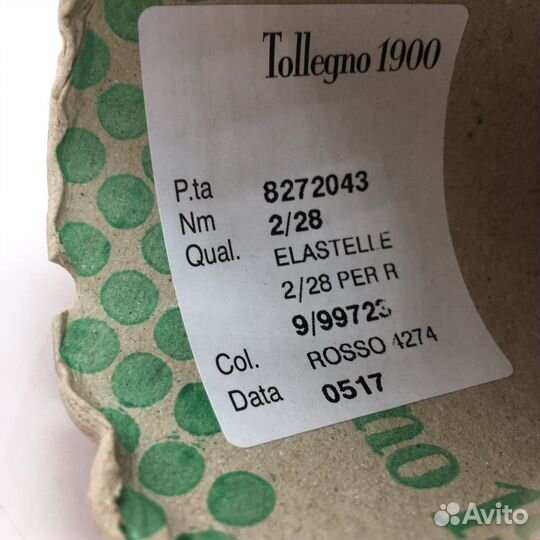 Tollegno 1900
P.ta 8272043
Nm 2/28
Qual. ELASTELLE
2/28 PER R
9/99723
Col. ROSSO 4274
Data 0517
no
Avito